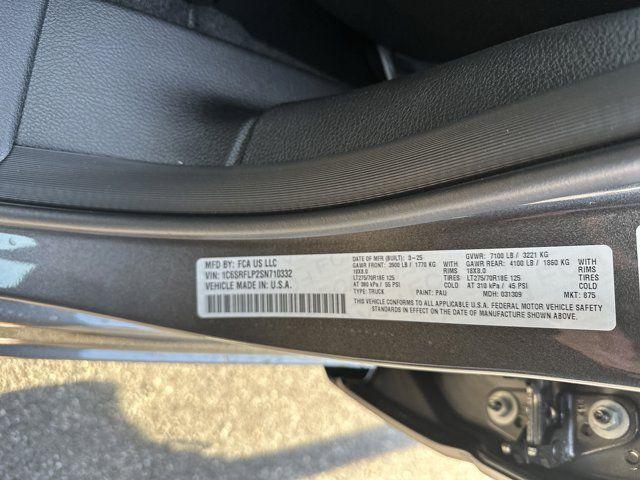 MFD BY: FCA US LLC
VIN: 1C6SRFLP2SN710332
VEHICLE MADE IN: U.S.A.
DATE OF MFR (BUILT): 3-25
GAWR FRONT: 3900 LB / 1770 KG
18X8.0
LT275/70R18E 125
AT 380 kPa / 55 PSI
TYPE: TRUCK
TIRES
COLD
PAINT: PAU
GVWR: 7100 LB / 3221 KG
GAWR REAR: 4100 LB / 1860 KG
18X8.0
LT275/70R18E 125
AT 310 kPa / 45 PSI
RIMS
TIRES
COLD
MDH: 031309
MKT: 875
THIS VEHICLE CONFORMS TO ALL APPLICABLE U.S.A. FEDERAL MOTOR VEHICLE SAFETY
STANDARDS IN EFFECT ON THE DATE OF MANUFACTURE SHOWN ABOVE.